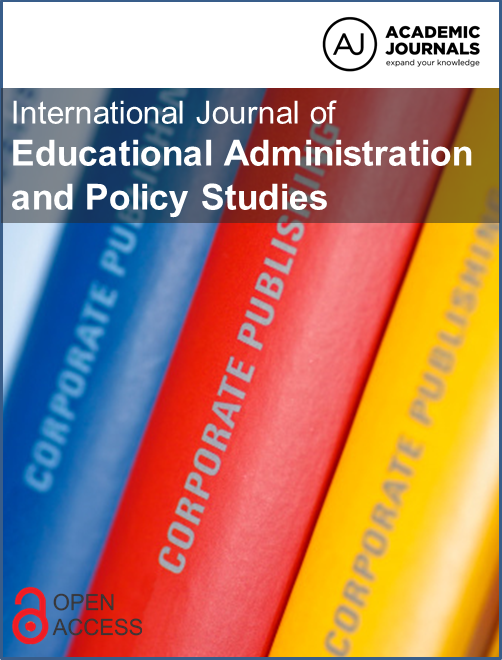 AJ
ACADEMIC
JOURNALS
expand your knowledge
International Journal of
Educational Administration
and Policy Studies
CORPORATE PUBLISHING
CORPORATE PUBLISHING
CORPORATE PUBLISHING
OPEN
ACCESS